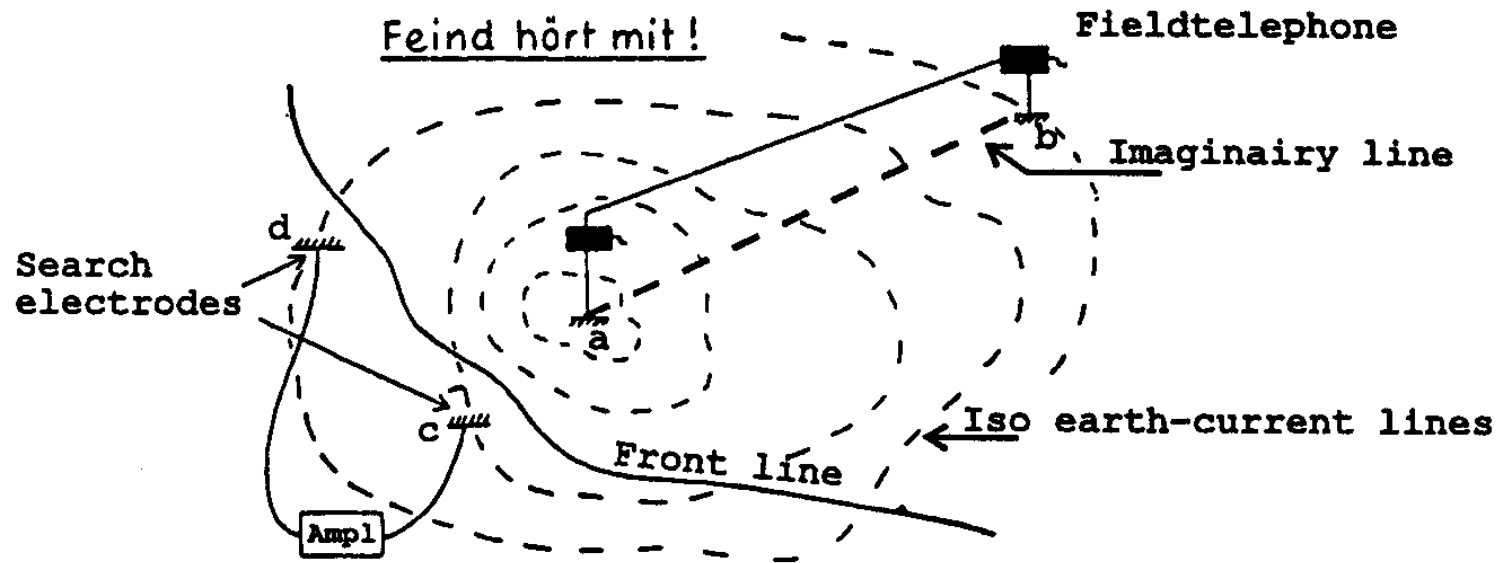 Feind hört mit!
Fieldtelephone
b
Imaginairy line
d
Search
electrodes
a
c
Iso earth-current lines
Front line
Ampl